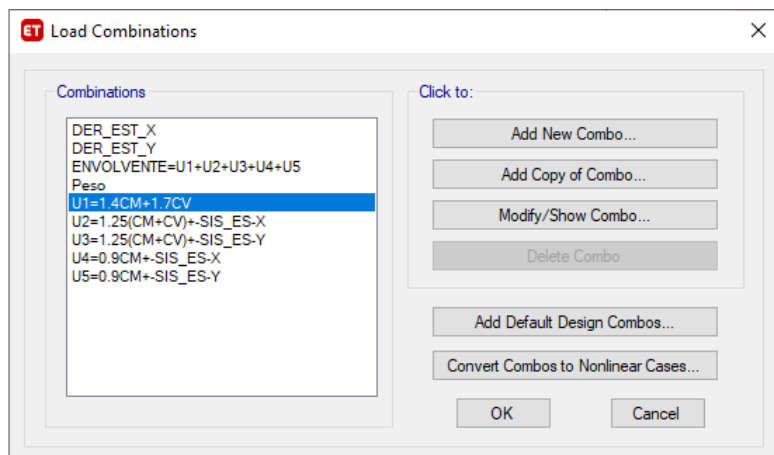 ET Load Combinations
Combinations
DER_EST_X
DER_EST_Y
ENVOLVENTE=U1+U2+U3+U4+U5
Peso
U1=1.4CM+1.7CV
U2=1.25(CM+CV)+-SIS_ES-X
U3=1.25(CM+CV)+-SIS_ES-Y
U4=0.9CM+-SIS_ES-X
U5=0.9CM+-SIS_ES-Y
Click to:
Add New Combo...
Add Copy of Combo...
Modify/Show Combo...
Delete Combo
Add Default Design Combos...
Convert Combos to Nonlinear Cases...
OK
Cancel